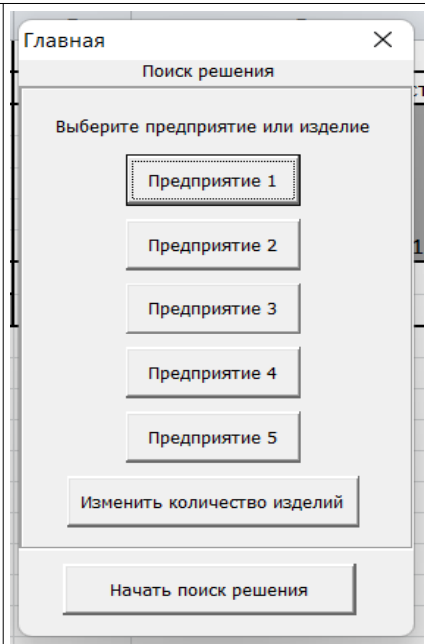 Главная
Поиск решения
Выберите предприятие или изделие
Предприятие 1
Предприятие 2
Предприятие 3
Предприятие 4
Предприятие 5
Изменить количество изделий
Начать поиск решения